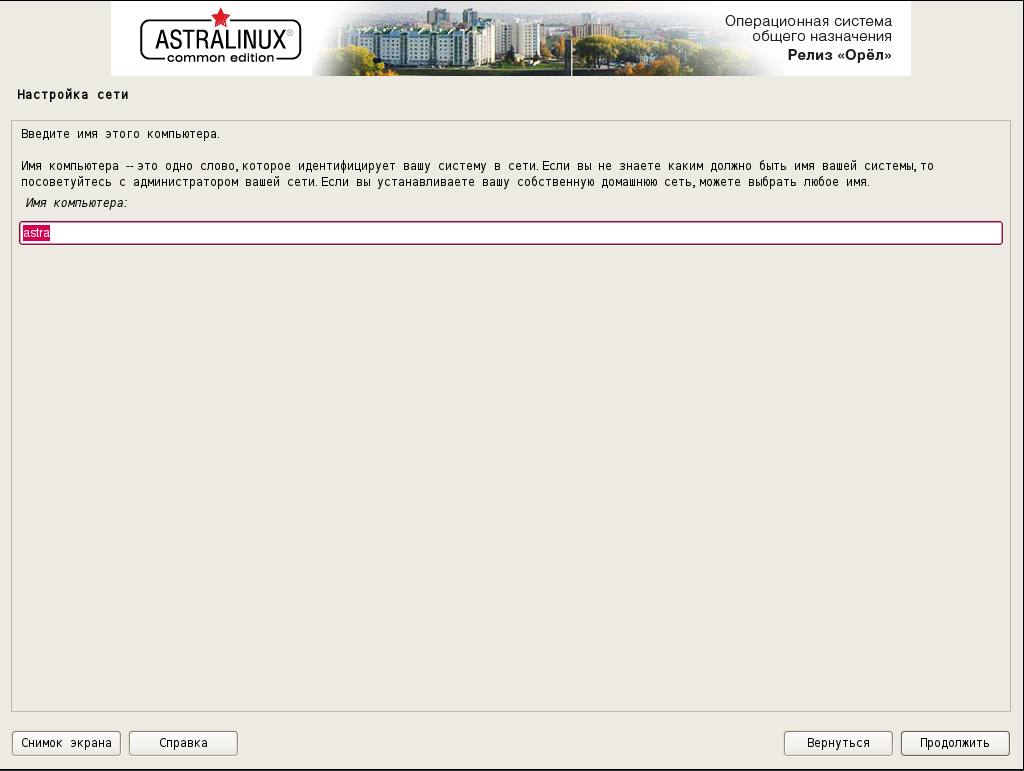 ASTRALINUX®
common edition
Операционная система
общего назначения
Релиз «Орёл»
Настройка сети
Введите имя этого компьютера.
Имя компьютера -- это одно слово, которое идентифицирует вашу систему в сети. Если вы не знаете каким должно быть имя вашей системы, то
посоветуйтесь с администратором вашей сети. Если вы устанавливаете вашу собственную домашнюю сеть, можете выбрать любое имя.
Имя компьютера:
astra
Снимок экрана
Справка
Вернуться
Продолжить